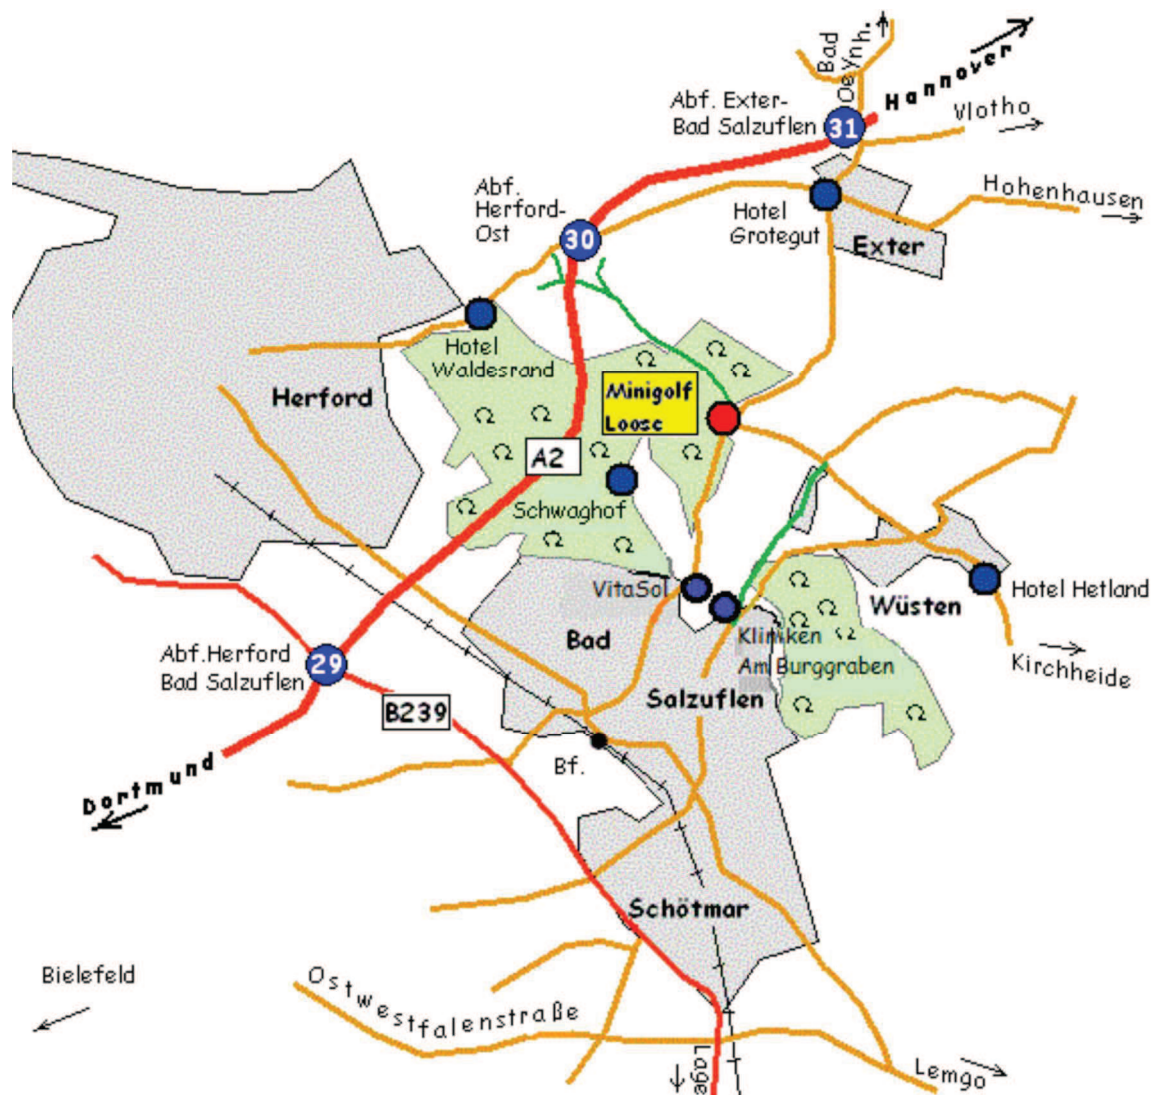 Bad
Oeynh.
Hannover
Abf. Exter-
Bad Salzuflen
31
Vlotho
Abf.
Herford-
Ost
30
Hotel
Grotegut
Hohenhausen
Exter
Hotel
Waldesrand
Herford
Minigolf
Loose
A2
Schwaghof
VitaSol
Hotel Hetland
Wüsten
Bad
Kliniken
Am Burggraben
Kirchheide
Abf.Herford
Bad Salzuflen
29
Salzuflen
B239
Dortmund
Bf.
Schötmar
Bielefeld
Ostwestfalenstraße
Lage
Lemgo